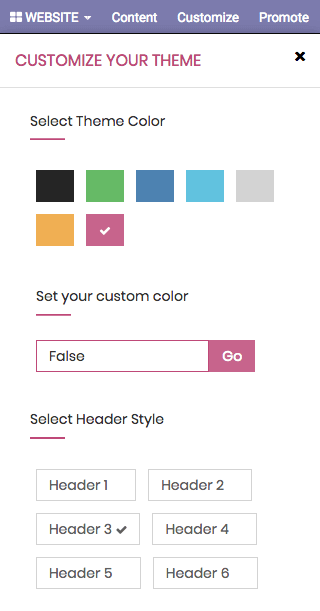 WEBSITE Content Customize Promote
CUSTOMIZE YOUR THEME
Select Theme Color
Set your custom color
False Go
Select Header Style
Header 1 Header 2
Header 3 Header 4
Header 5 Header 6